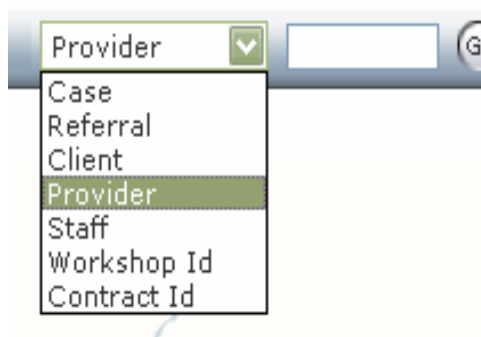 Provider G
Case
Referral
Client
Provider
Staff
Workshop Id
Contract Id